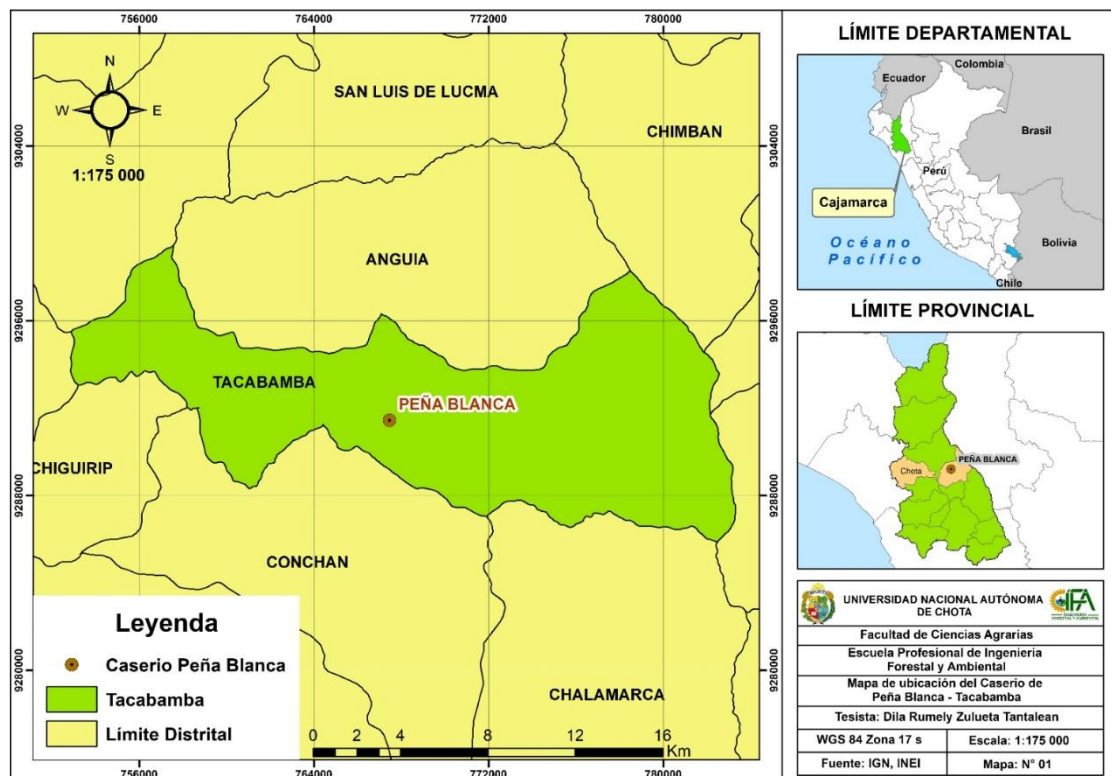 756000 764000 772000 780000
N
W E
S
1:175 000
SAN LUIS DE LUCMA
CHIMBAN
ANGUIA
TACABAMBA
PEÑA BLANCA
CHIGUIRIP
CONCHAN
CHALAMARCA
9304000
9296000
9288000
9280000
9304000
9296000
9288000
9280000
Leyenda
Caserio Peña Blanca
Tacabamba
Límite Distrital
0 2 4 8 12 16
Km
756000 764000 772000 780000
LÍMITE DEPARTAMENTAL
Colombia
Ecuador
Brasil
Perú
Cajamarca
Océano
Pacífico
Bolivia
Chile
LÍMITE PROVINCIAL
PEÑA BLANCA
Chota
UNIVERSIDAD NACIONAL AUTÓNOMA
DE CHOTA
IFA
Facultad de Ciencias Agrarias
Escuela Profesional de Ingenieria
Forestal y Ambiental
Mapa de ubicación del Caserio de
Peña Blanca - Tacabamba
Tesista: Dila Rumely Zulueta Tantalean
WGS 84 Zona 17 s Escala: 1:175 000
Fuente: IGN, INEI Mapa: N° 01